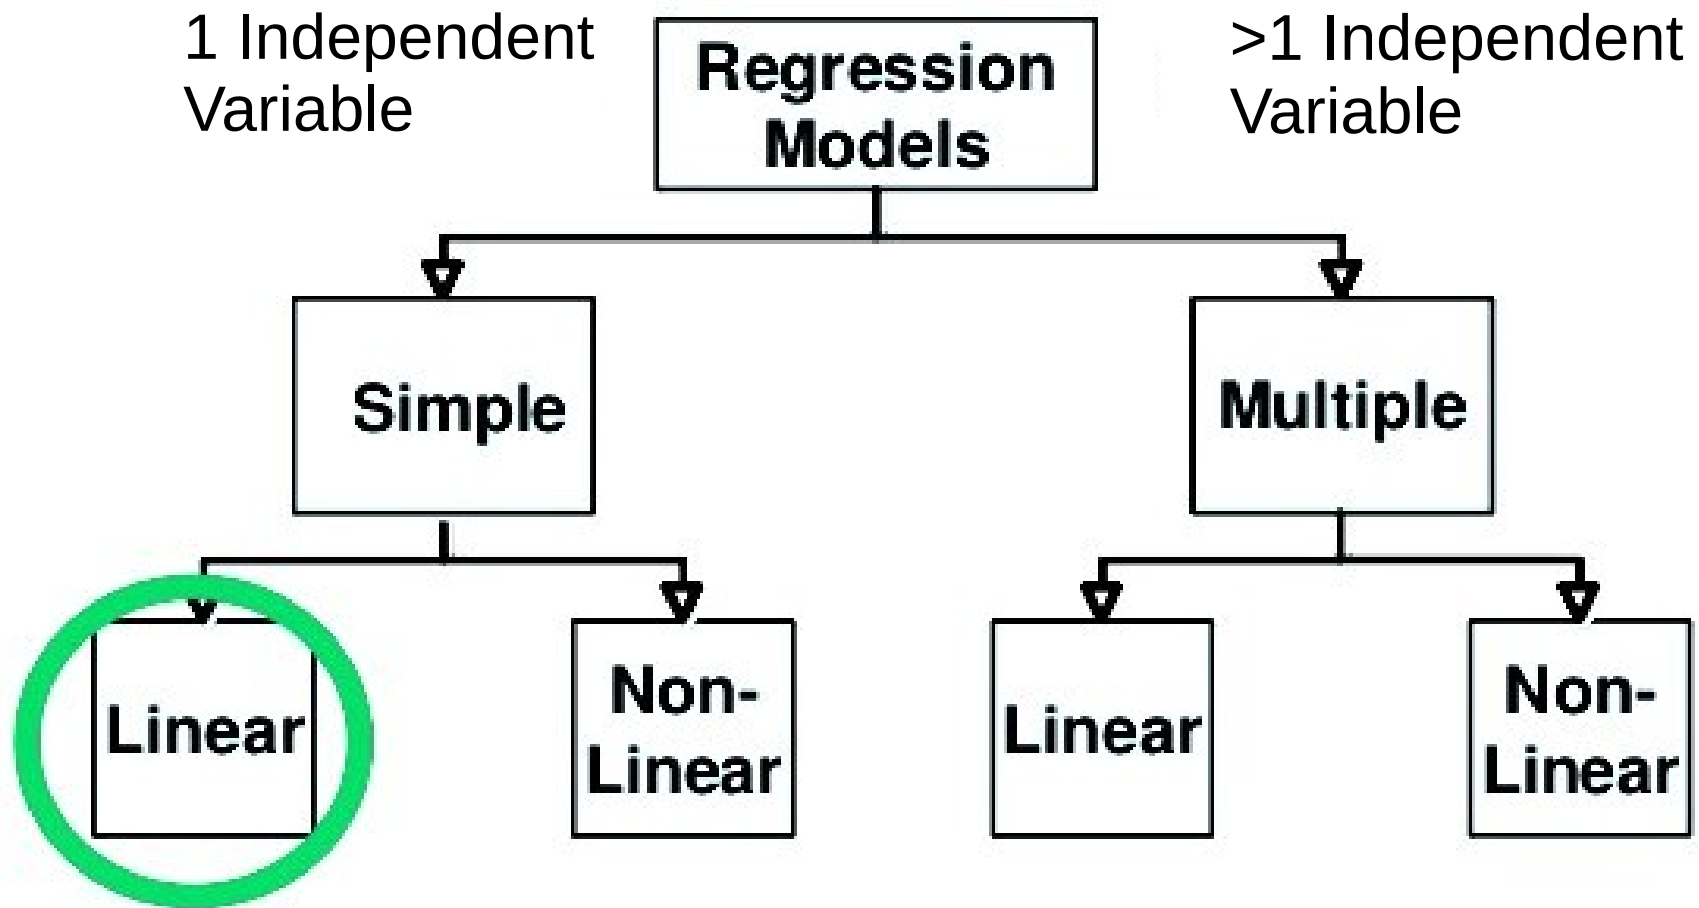 1 Independent
Variable
Regression
Models
>1 Independent
Variable
Simple
Multiple
Linear
Non-
Linear
Linear
Non-
Linear